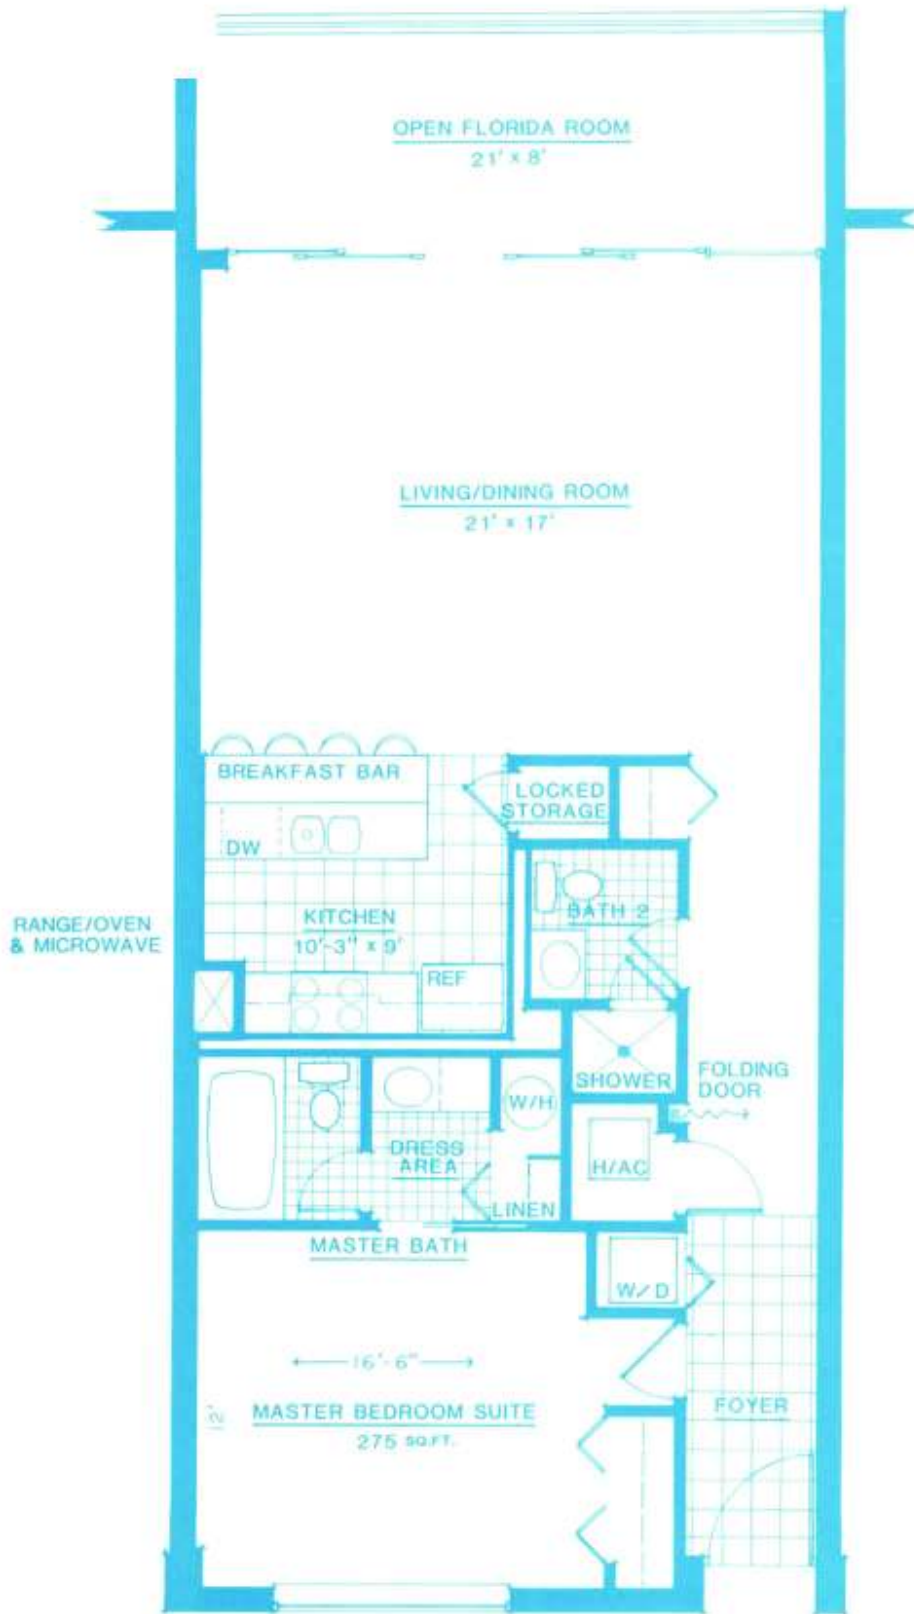 OPEN FLORIDA ROOM
21' x 8'
LIVING/DINING ROOM
21' x 17'
BREAKFAST BAR
LOCKED
STORAGE
DW
BATH 2
RANGE/OVEN
& MICROWAVE
KITCHEN
10'-3" x 9'
REF
SHOWER
FOLDING
DOOR
W/H
DRESS
AREA
H/AC
LINEN
MASTER BATH
W/D
16'-6"
12'
MASTER BEDROOM SUITE
275 SQ.FT.
FOYER